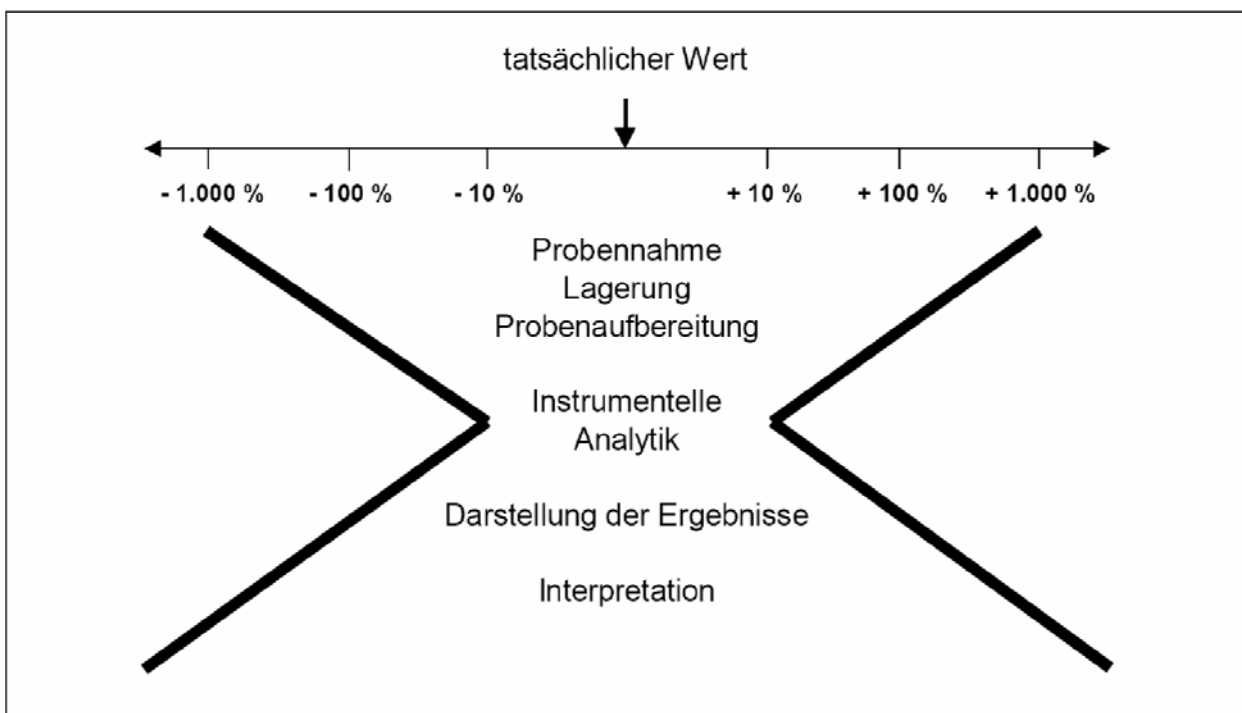 tatsächlicher Wert
- 1.000 % - 100 % - 10 % + 10 % + 100 % + 1.000 %
Probennahme
Lagerung
Probenaufbereitung
Instrumentelle
Analytik
Darstellung der Ergebnisse
Interpretation